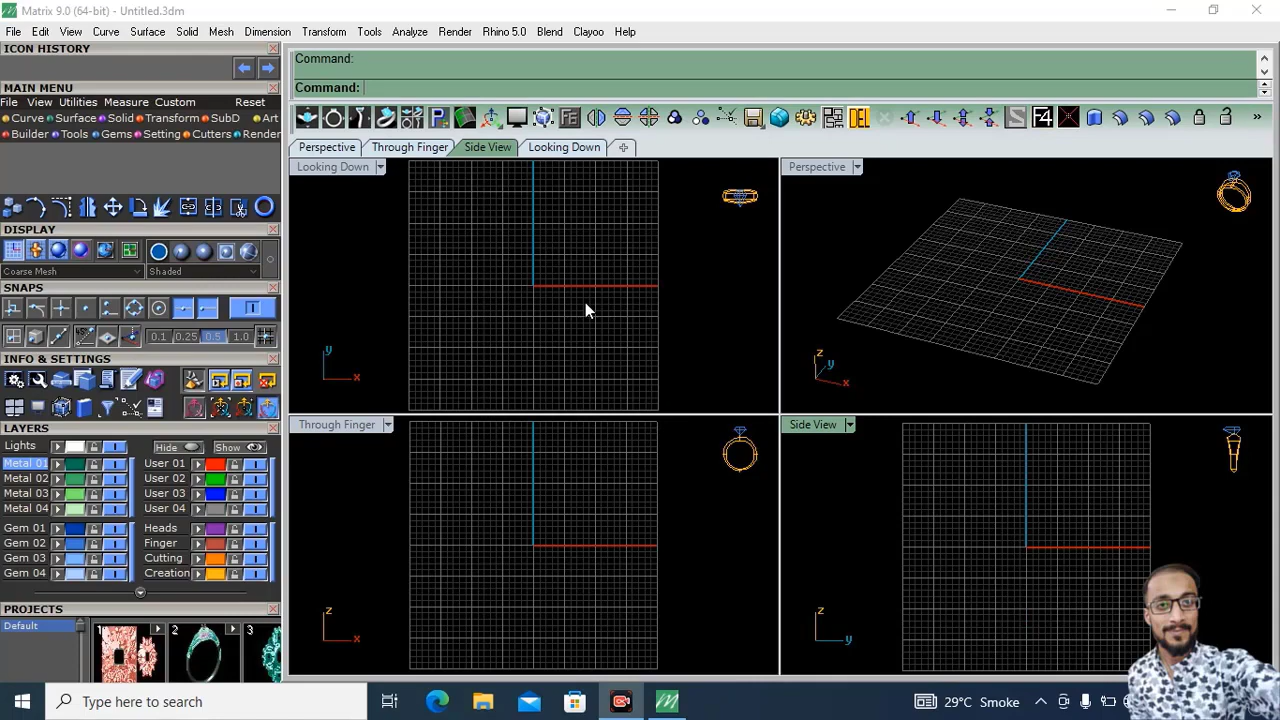 Matrix 9.0 (64-bit) - Untitled.3dm
File Edit View Curve Surface Solid Mesh Transform Tools Dimension Analyze Render Rhino 5.0 Blend Clayoo Help
ICON HISTORY
Command:
Command:
MAIN MENU
File View Utilities Measure Custom Reset
Curve Surface Solid Transform SubD Art
Builder Tools Gems Setting Cutters Render
P FE DEL S F4 »
Perspective Through Finger Side View Looking Down
Looking Down
Perspective
DISPLAY
Coarse Mesh Shaded
SNAPS
0.1 0.25 0.5 1.0
INFO & SETTINGS
LAYERS
Lights Hide Show
Metal 01 User 01
Metal 02 User 02
Metal 03 User 03
Metal 04 User 04
Gem 01 Heads
Gem 02 Finger
Gem 03 Cutting
Gem 04 Creation
PROJECTS
Default
1 2 3
y x
z y x
Through Finger
Side View
z x
z y
Type here to search
29°C Smoke